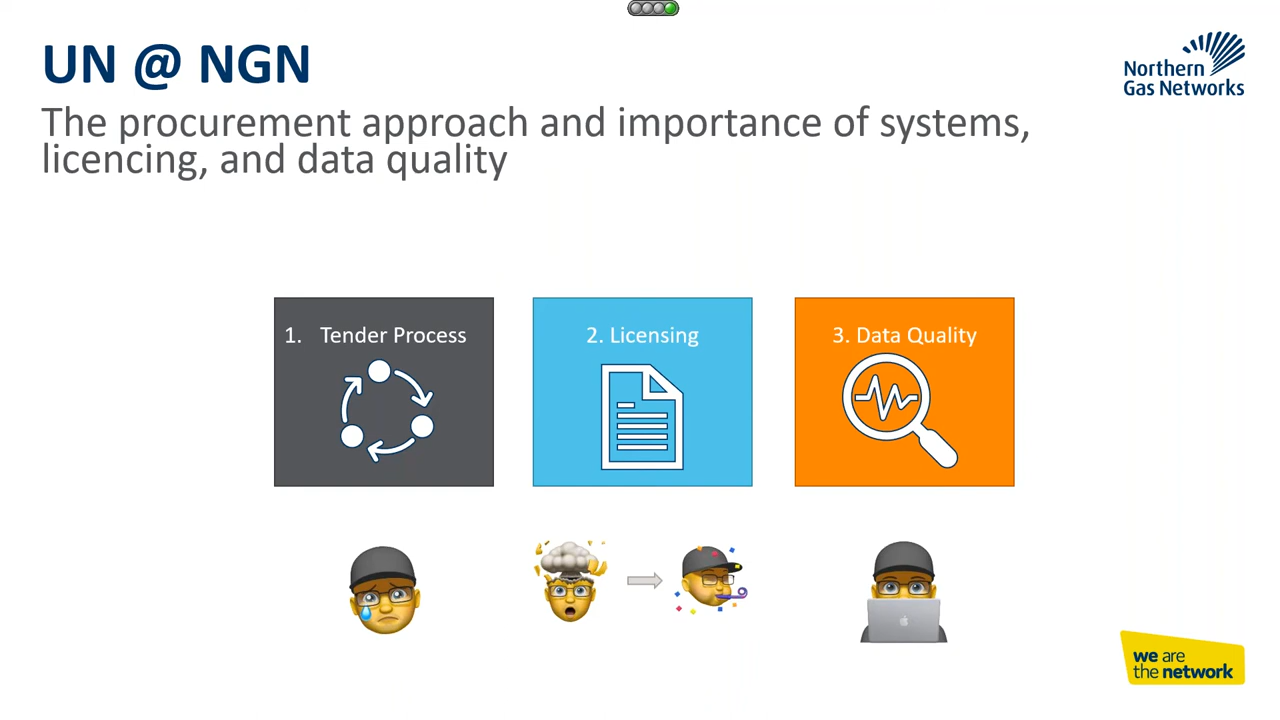 UN @ NGN
Northern
Gas Networks
The procurement approach and importance of systems,
licencing, and data quality
1. Tender Process
2. Licensing
3. Data Quality
we are
the network